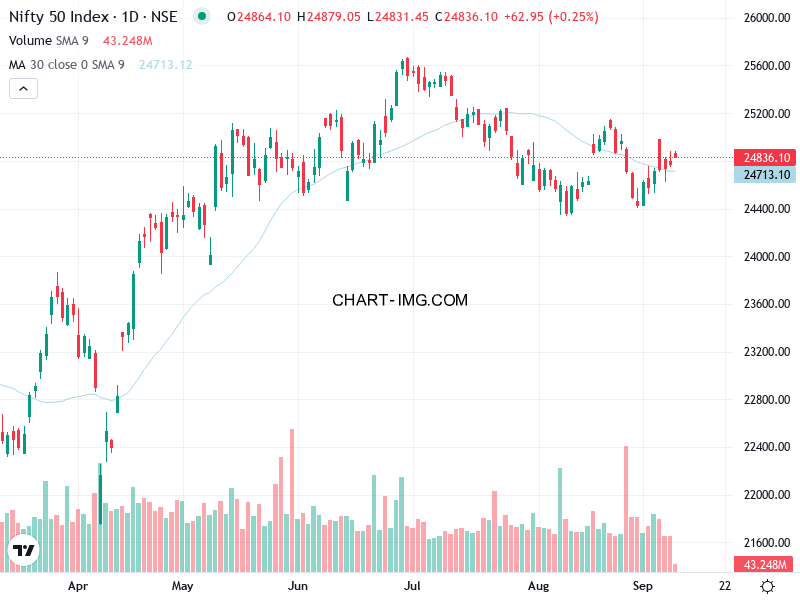 Nifty 50 Index · 1D · NSE O24864.10 H24879.05 L24831.45 C24836.10 +62.95 (+0.25%)
Volume SMA 9 43.248M
MA 30 close 0 SMA 9 24713.12
26000.00
25600.00
25200.00
24836.10
24713.10
24400.00
24000.00
CHART-IMG.COM
23600.00
23200.00
22800.00
22400.00
22000.00
21600.00
43.248M
Apr May Jun Jul Aug Sep 22